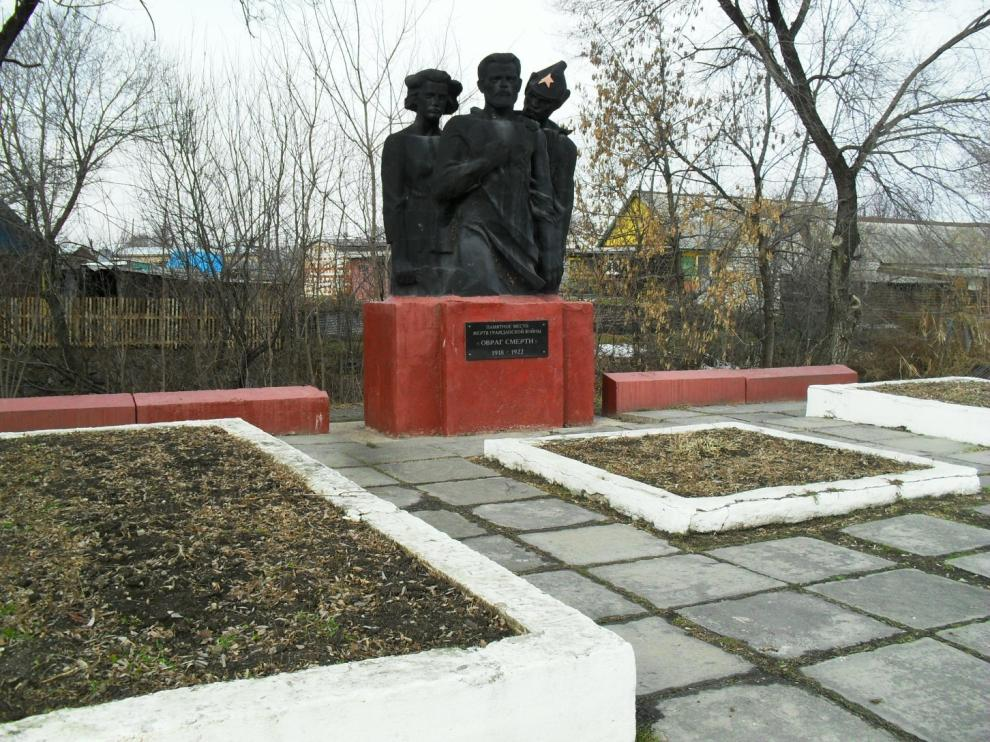 ПАМЯТНОЕ МЕСТО
ЖЕРТВ ГРАЖДАНСКОЙ ВОЙНЫ
«ОВРАГ СМЕРТИ»
1918 - 1922